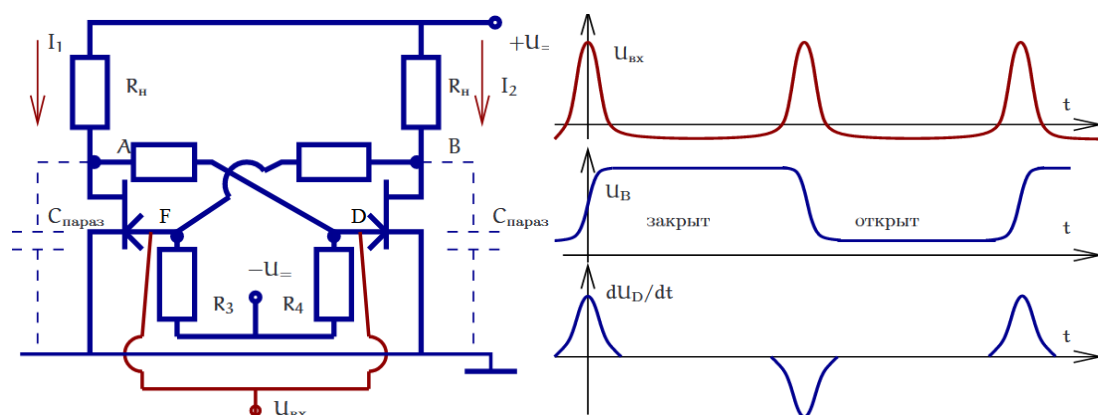 I₁
+U₌
Rн
Rн
I₂
A
B
Cпараз
F
D
Cпараз
−U₌
R₃
R₄
Uвх
Uвх
t
UB
закрыт
открыт
t
dUD/dt
t